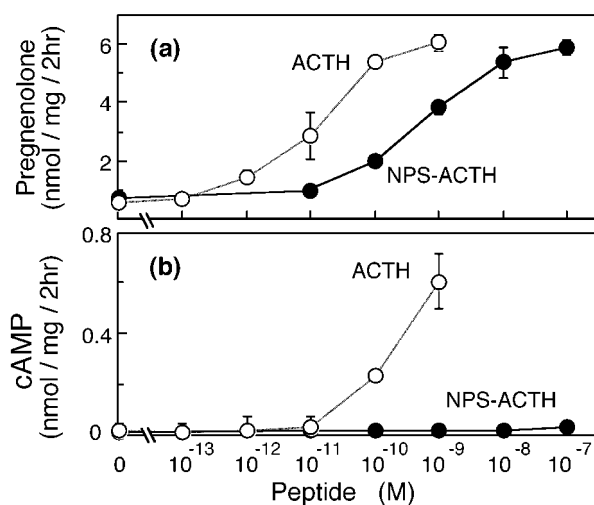 (a)
ACTH
NPS-ACTH
Pregnenolone
(nmol / mg / 2hr)
6
4
2
(b)
ACTH
NPS-ACTH
cAMP
(nmol / mg / 2hr)
0.8
0.4
0
0 10⁻¹³ 10⁻¹² 10⁻¹¹ 10⁻¹⁰ 10⁻⁹ 10⁻⁸ 10⁻⁷
Peptide (M)